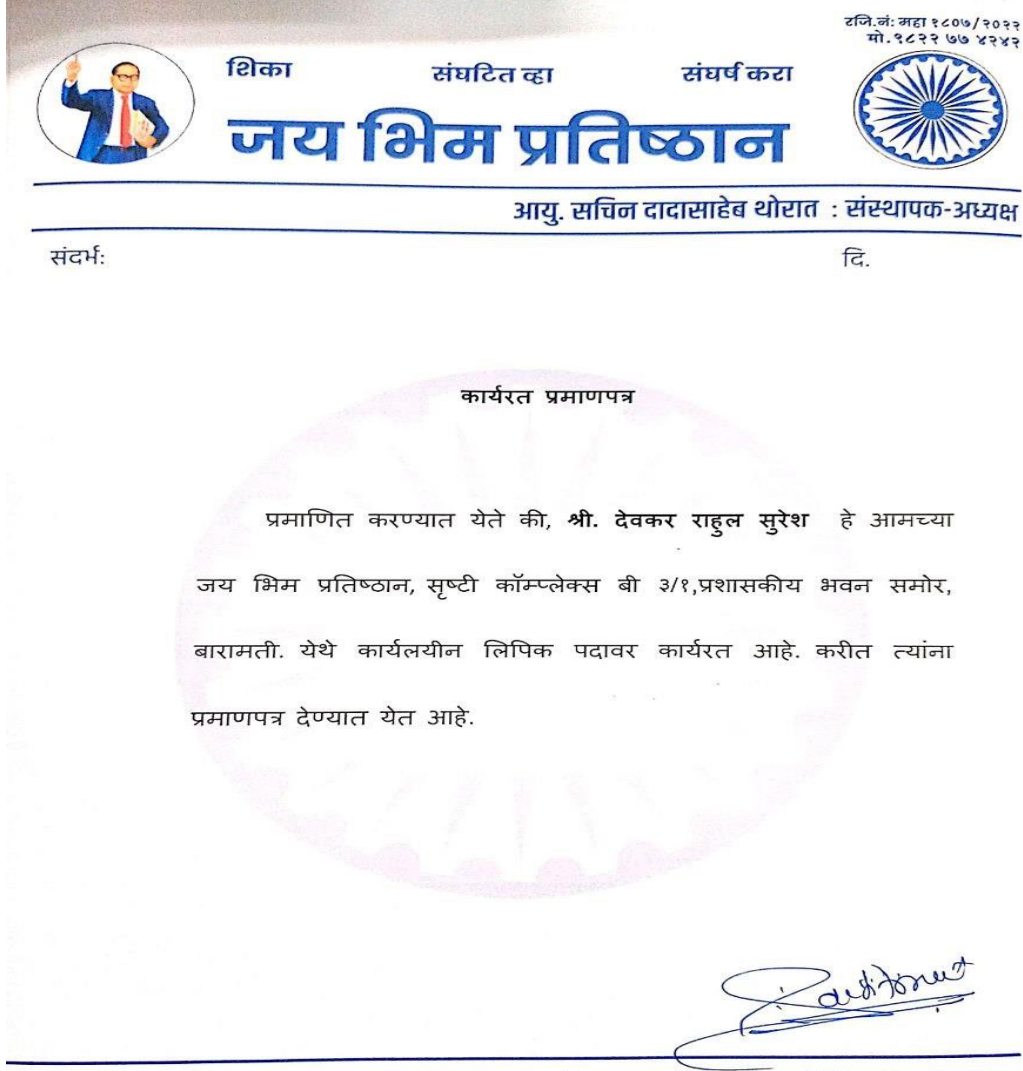 रजि.नं: महा १८०७/२०२२
मो.९८२२ ७७ ४२४२
शिका संघटित व्हा संघर्ष करा
जय भिम प्रतिष्ठान
आयु. सचिन दादासाहेब थोरात : संस्थापक-अध्यक्ष
संदर्भ: दि.
कार्यरत प्रमाणपत्र
प्रमाणित करण्यात येते की, श्री. देवकर राहुल सुरेश हे आमच्या
जय भिम प्रतिष्ठान, सृष्टी कॉम्प्लेक्स बी ३/१,प्रशासकीय भवन समोर,
बारामती. येथे कार्यलयीन लिपिक पदावर कार्यरत आहे. करीत त्यांना
प्रमाणपत्र देण्यात येत आहे.